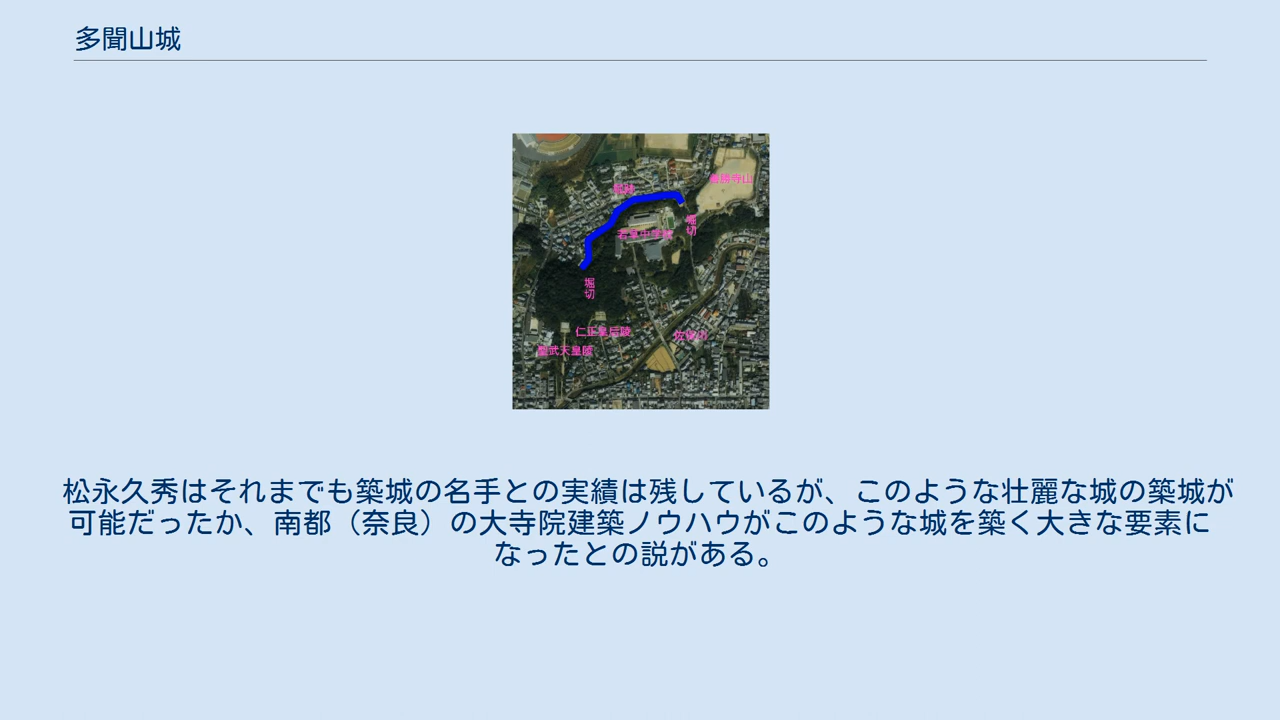 多聞山城
善勝寺山
堀切
若草中学校
堀切
仁正皇后陵
佐保川
聖武天皇陵
松永久秀はそれまでも築城の名手との実績は残しているが、このような壮麗な城の築城が
可能だったか、南都（奈良）の大寺院建築ノウハウがこのような城を築く大きな要素に
なったとの説がある。